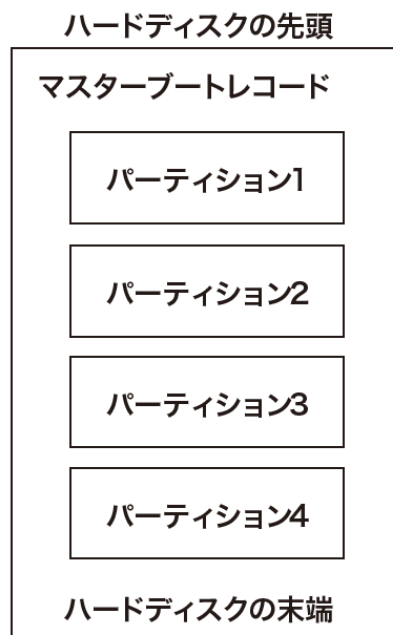 ハードディスクの先頭
マスターブートレコード
パーティション1
パーティション2
パーティション3
パーティション4
ハードディスクの末端